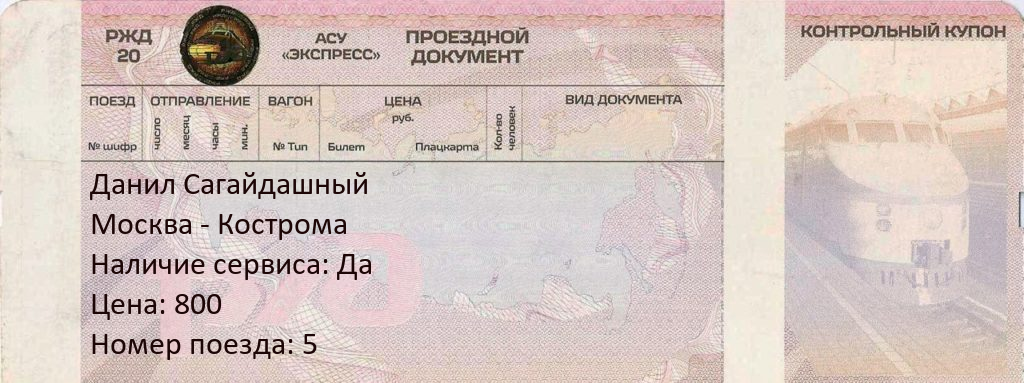 РЖД
20
АСУ
«ЭКСПРЕСС»
ПРОЕЗДНОЙ
ДОКУМЕНТ
КОНТРОЛЬНЫЙ КУПОН
ПОЕЗД ОТПРАВЛЕНИЕ ВАГОН ЦЕНА ВИД ДОКУМЕНТА
руб.
№ шифр число месяц часы мин. № Тип Билет Плацкарта Кол-во человек
Данил Сагайдашный
Москва - Кострома
Наличие сервиса: Да
Цена: 800
Номер поезда: 5